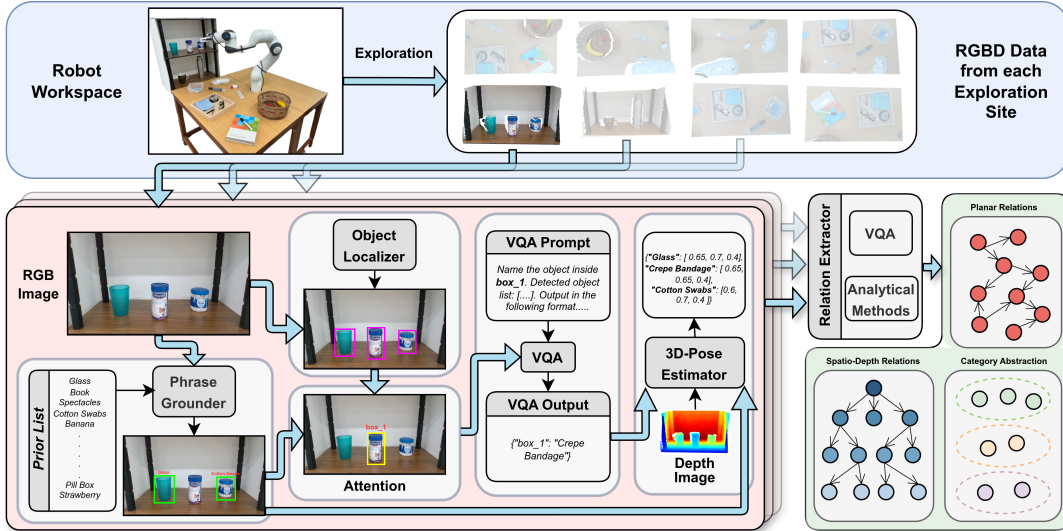 Robot
Workspace
Exploration
RGBD Data
from each
Exploration
Site
RGB
Image
Prior List
Glass
Book
Spectacles
Cotton Swabs
Banana
.
.
.
.
.
Pill Box
Strawberry
Phrase
Grounder
Glass
Cotton Swabs
Object
Localizer
box_1
Attention
VQA Prompt
Name the object inside
box_1. Detected object
list: [....]. Output in the
following format.....
VQA
VQA Output
{"box_1": "Crepe
Bandage"}
{"Glass": [ 0.65, 0.7, 0.4],
"Crepe Bandage": [ 0.65,
0.65, 0.4],
"Cotton Swabs": [0.6,
0.7, 0.4 ]}
3D-Pose
Estimator
Depth
Image
Relation Extractor
VQA
Analytical
Methods
Planar Relations
Spatio-Depth Relations
Category Abstraction